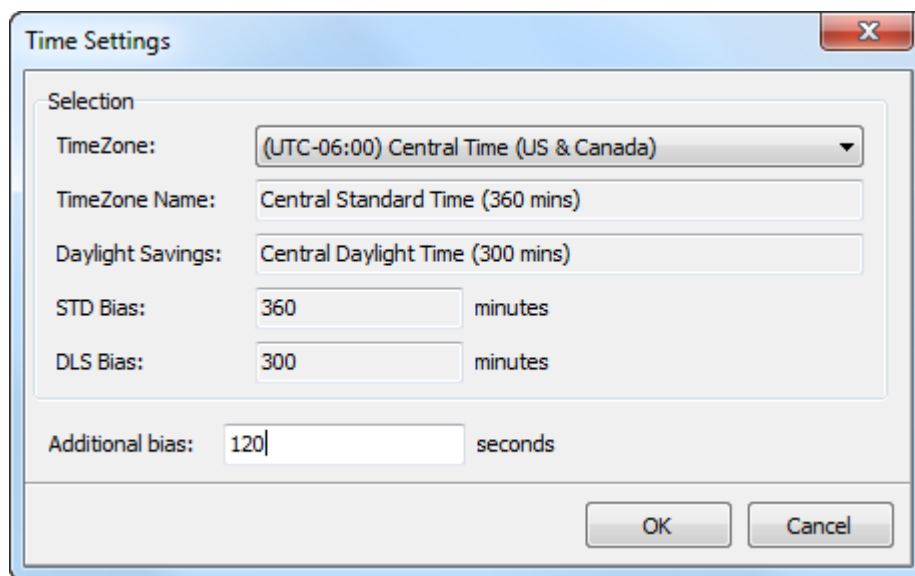 Time Settings
Selection
TimeZone: (UTC-06:00) Central Time (US & Canada)
TimeZone Name: Central Standard Time (360 mins)
Daylight Savings: Central Daylight Time (300 mins)
STD Bias: 360 minutes
DLS Bias: 300 minutes
Additional bias: 120 seconds
OK Cancel